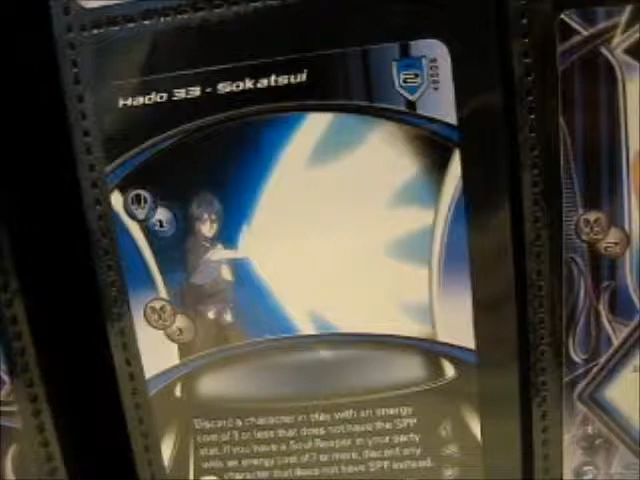 Hado 33 - Sokatsui
2
Discard a character in play with an energy
cost of 3 or less that does not have the SPP
stat. If you have a Soul Reaper in your party
with an energy cost of 7 or more, discard any
character that does not have SPP instead.